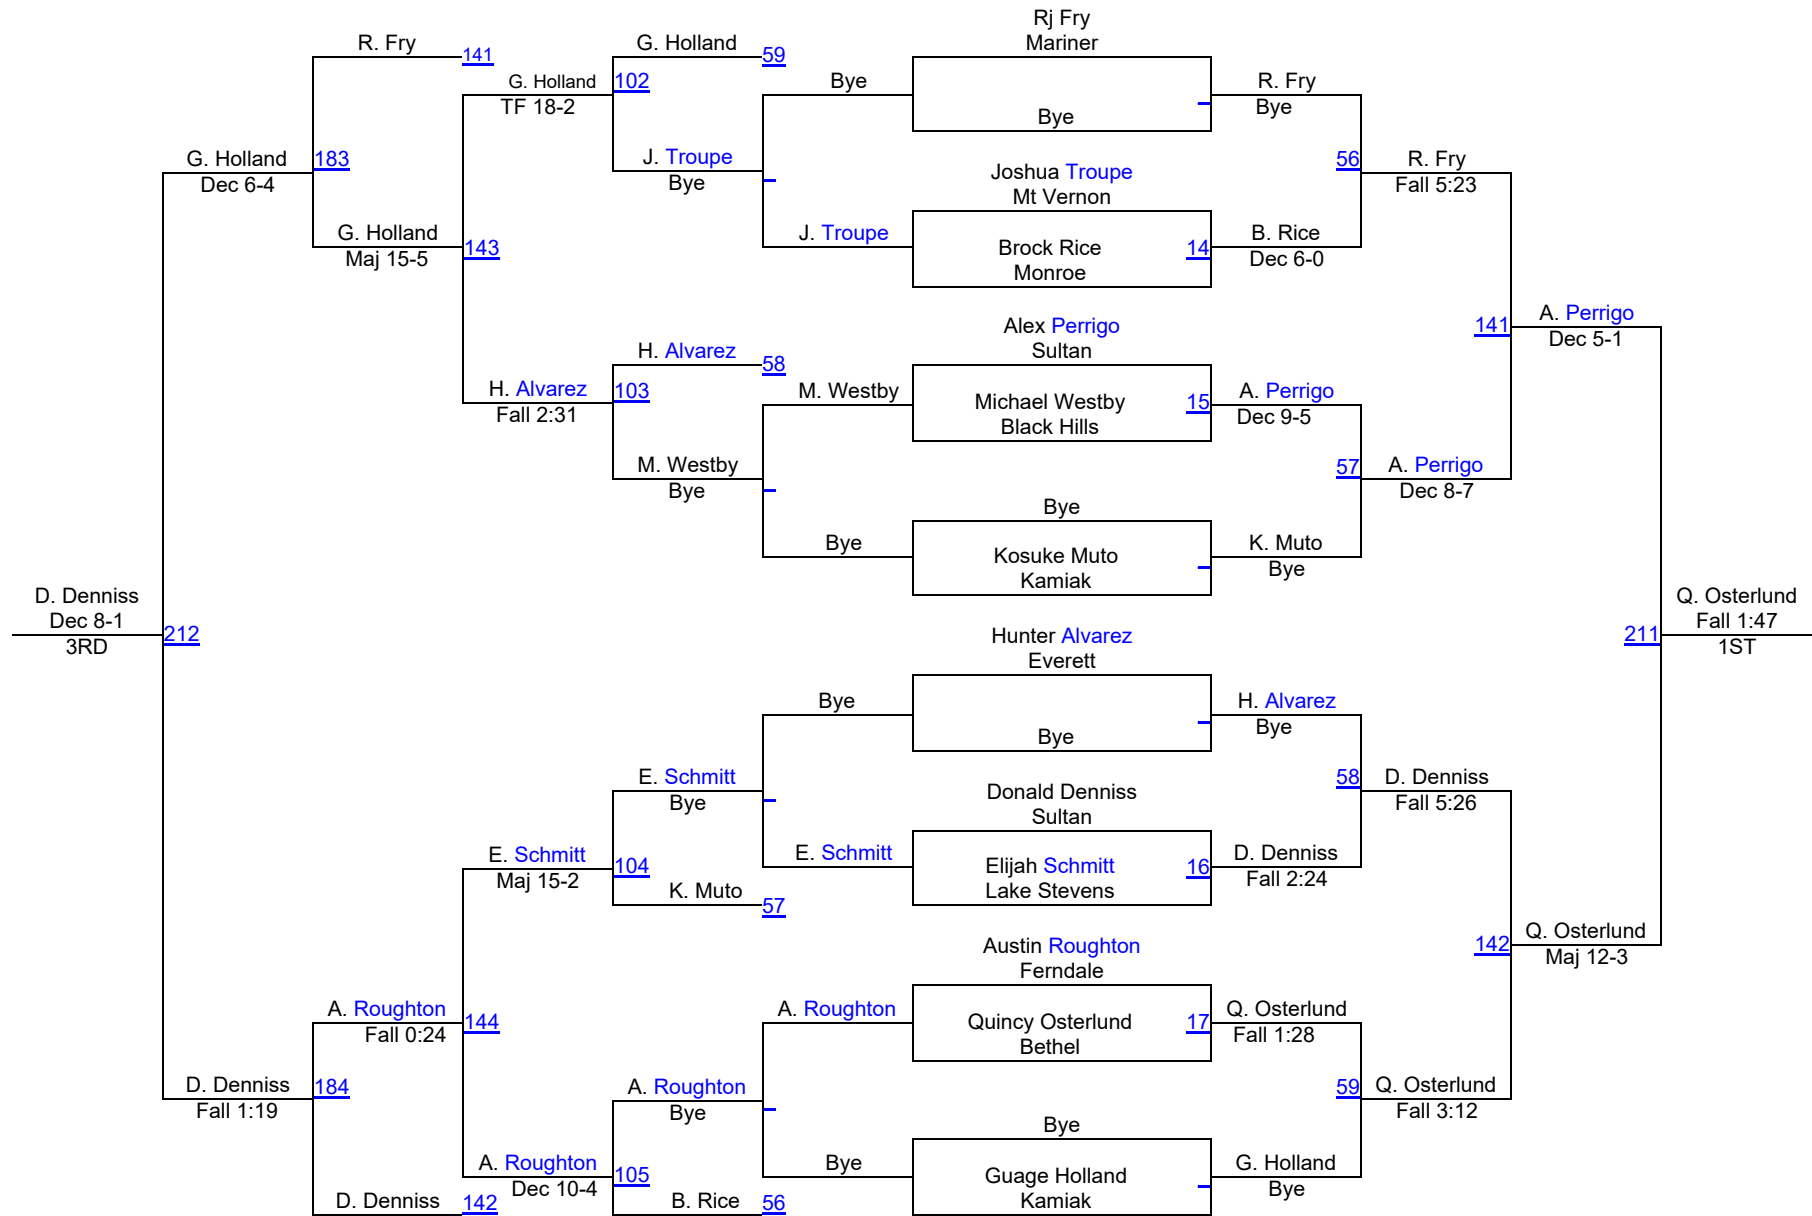 Rj Fry
Mariner
Bye
Joshua Troupe
Mt Vernon
Brock Rice
Monroe
14
Alex Perrigo
Sultan
Michael Westby
Black Hills
15
Bye
Kosuke Muto
Kamiak
Hunter Alvarez
Everett
Bye
Donald Denniss
Sultan
Elijah Schmitt
Lake Stevens
16
Austin Roughton
Ferndale
Quincy Osterlund
Bethel
17
Bye
Guage Holland
Kamiak
R. Fry
Bye
56
B. Rice
Dec 6-0
A. Perrigo
Dec 9-5
57
K. Muto
Bye
H. Alvarez
Bye
58
D. Denniss
Fall 2:24
Q. Osterlund
Fall 1:28
59
G. Holland
Bye
R. Fry
Fall 5:23
141
A. Perrigo
Dec 8-7
D. Denniss
Fall 5:26
142
Q. Osterlund
Fall 3:12
A. Perrigo
Dec 5-1
211
Q. Osterlund
Maj 12-3
Q. Osterlund
Fall 1:47
1ST
Bye
J. Troupe
M. Westby
Bye
Bye
E. Schmitt
A. Roughton
Bye
G. Holland
59
102
J. Troupe
Bye
H. Alvarez
58
103
M. Westby
Bye
E. Schmitt
Bye
104
K. Muto
57
A. Roughton
Bye
105
B. Rice
56
G. Holland
TF 18-2
143
H. Alvarez
Fall 2:31
E. Schmitt
Maj 15-2
144
A. Roughton
Dec 10-4
R. Fry
141
183
G. Holland
Maj 15-5
A. Roughton
Fall 0:24
184
D. Denniss
142
G. Holland
Dec 6-4
212
D. Denniss
Fall 1:19
D. Denniss
Dec 8-1
3RD